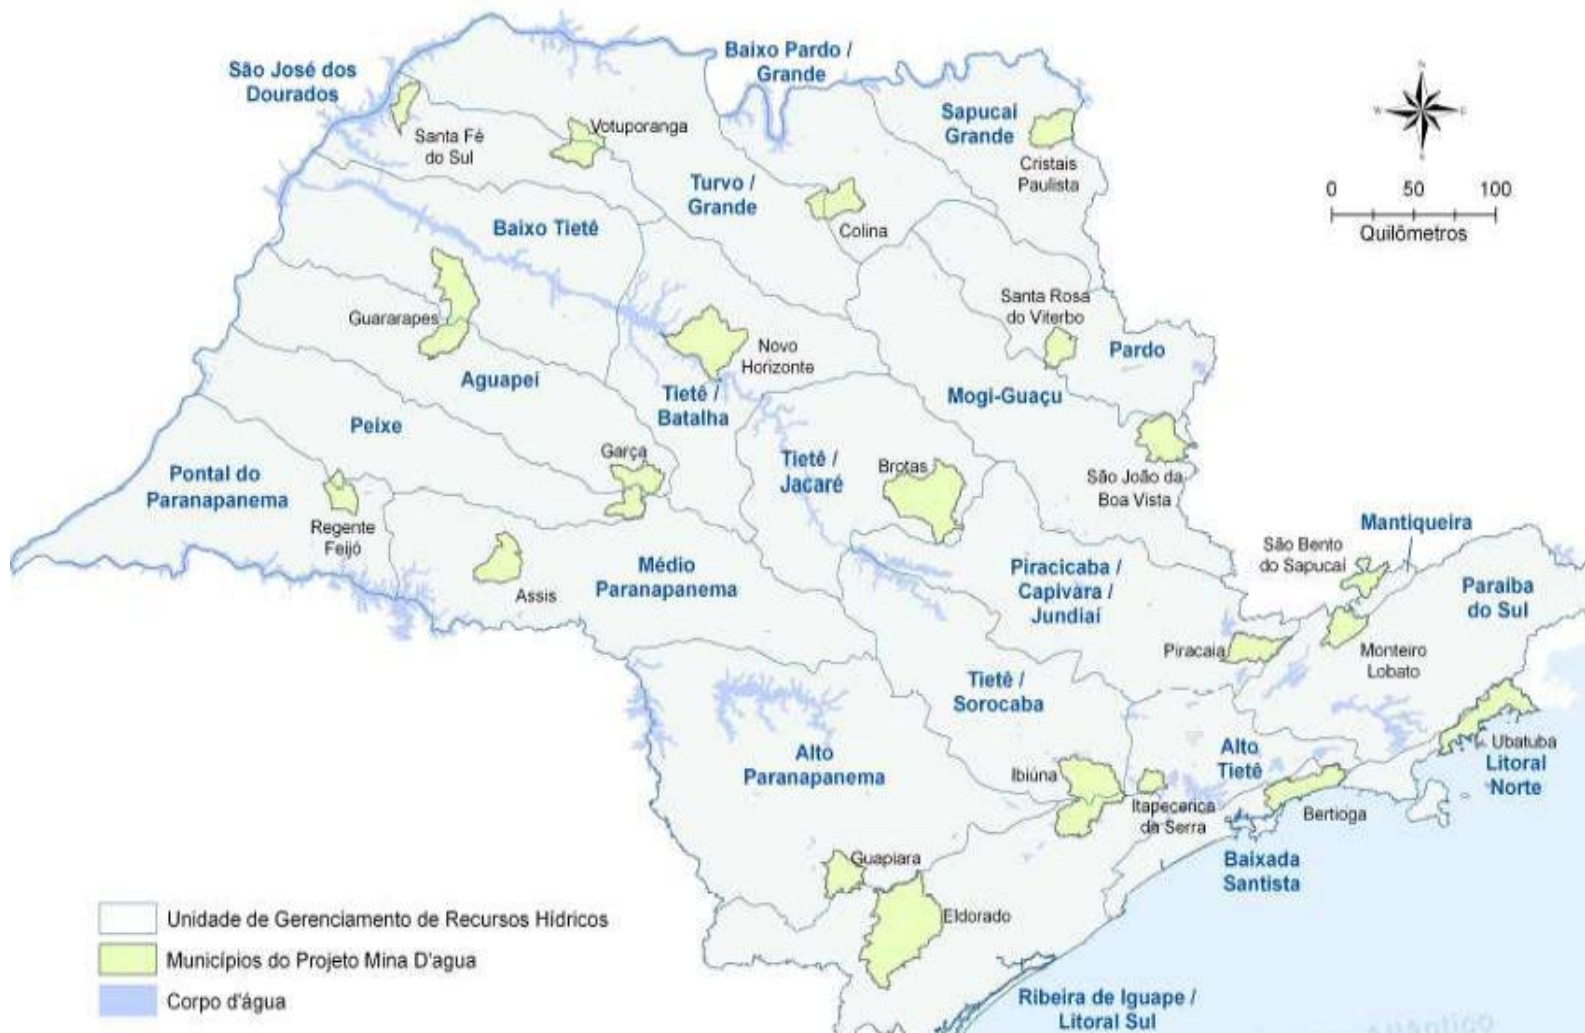 São José dos
Dourados
Baixo Pardo /
Grande
Sapucaí
Grande
Santa Fé
do Sul
Votuporanga
Cristais
Paulista
Turvo /
Grande
Colina
Baixo Tietê
N
W
E
S
0 50 100
Quilômetros
Guararapes
Novo
Horizonte
Santa Rosa
do Viterbo
Pardo
Aguapeí
Tietê /
Batalha
Mogi-Guaçu
Peixe
Garça
Tietê /
Jacaré
Brotas
São João da
Boa Vista
Pontal do
Paranapanema
Regente
Feijó
Assis
Médio
Paranapanema
Piracicaba /
Capivára /
Jundiaí
Mantiqueira
São Bento
do Sapucaí
Paraíba
do Sul
Piracaia
Monteiro
Lobato
Tietê /
Sorocaba
Alto
Paranapanema
Ibiúna
Alto
Tietê
Itapecerica
da Serra
Ubatuba
Litoral
Norte
Bertioga
Baixada
Santista
Guapiara
Eldorado
Ribeira de Iguape /
Litoral Sul
Atlântico
Unidade de Gerenciamento de Recursos Hídricos
Municípios do Projeto Mina D'agua
Corpo d'água